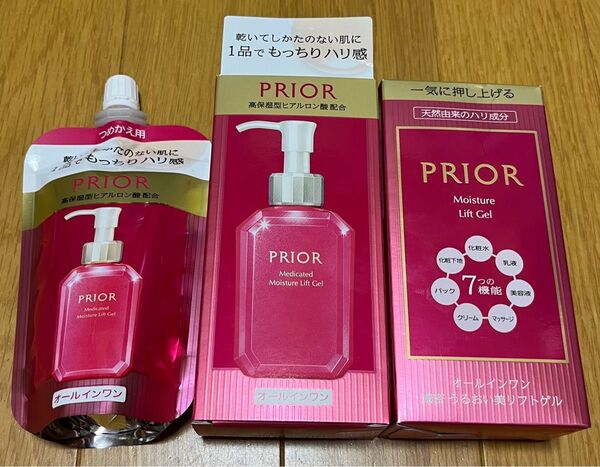 つめかえ用
乾いてしかたのない肌に
1品でもっちりハリ感
PRIOR
高保湿型ヒアルロン酸 配合
PRIOR
Medicated
Moisture Lift Gel
オールインワン
乾いてしかたのない肌に
1品でもっちりハリ感
PRIOR
高保湿型ヒアルロン酸 配合
PRIOR
Medicated
Moisture Lift Gel
オールインワン
一気に押し上げる
天然由来のハリ成分
PRIOR
Moisture
Lift Gel
化粧水
乳液
美容液
マッサージ
クリーム
パック
化粧下地
7つの
機能
オールインワン
うるおい美リフトゲル